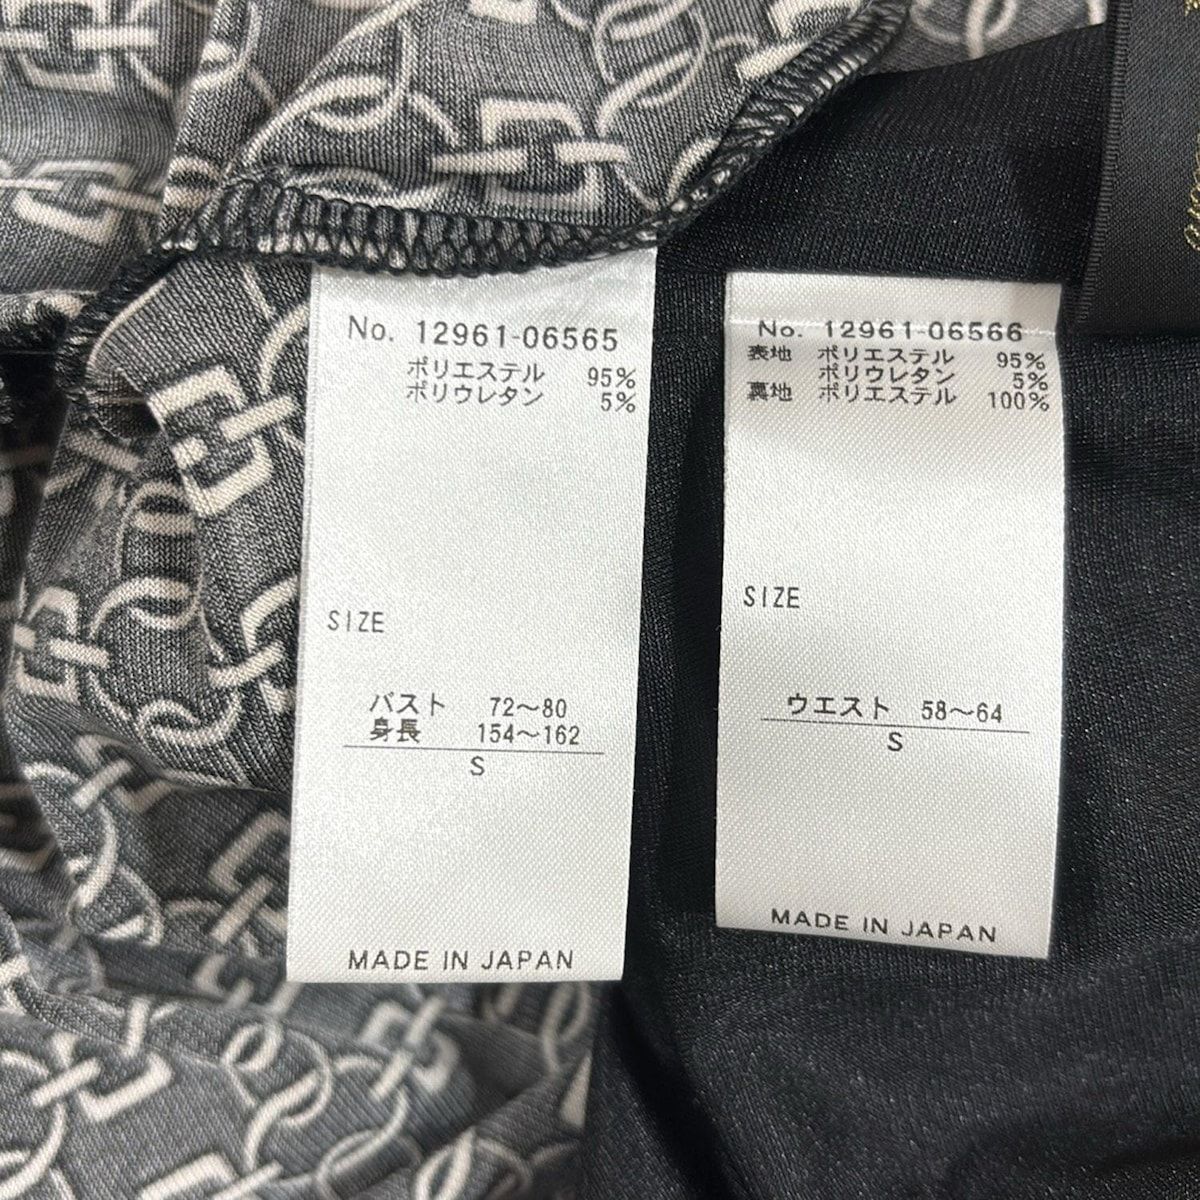 No. 12961-06565
ポリエステル 95%
ポリウレタン 5%
SIZE
バスト 72～80
身長 154～162
S
MADE IN JAPAN
No. 12961-06566
表地 ポリエステル 95%
ポリウレタン 5%
裏地 ポリエステル 100%
SIZE
ウエスト 58～64
S
MADE IN JAPAN